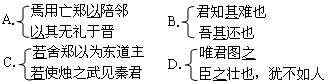 A. 焉用亡郑以陪邻
以其无礼于晋
B. 君知其难也
吾其还也
C. 若舍郑以为东道主
若使烛之武见秦君
D. 唯君图之
臣之壮也，犹不如人